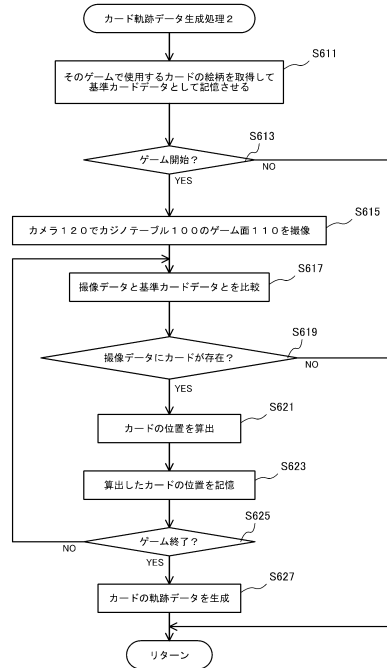 カード軌跡データ生成処理２
S611
そのゲームで使用するカードの絵柄を取得して
基準カードデータとして記憶させる
S613
ゲーム開始？
NO
YES
S615
カメラ１２０でカジノテーブル１００のゲーム面１１０を撮像
S617
撮像データと基準カードデータとを比較
S619
撮像データにカードが存在？
NO
YES
S621
カードの位置を算出
S623
算出したカードの位置を記憶
S625
ゲーム終了？
NO
YES
S627
カードの軌跡データを生成
リターン